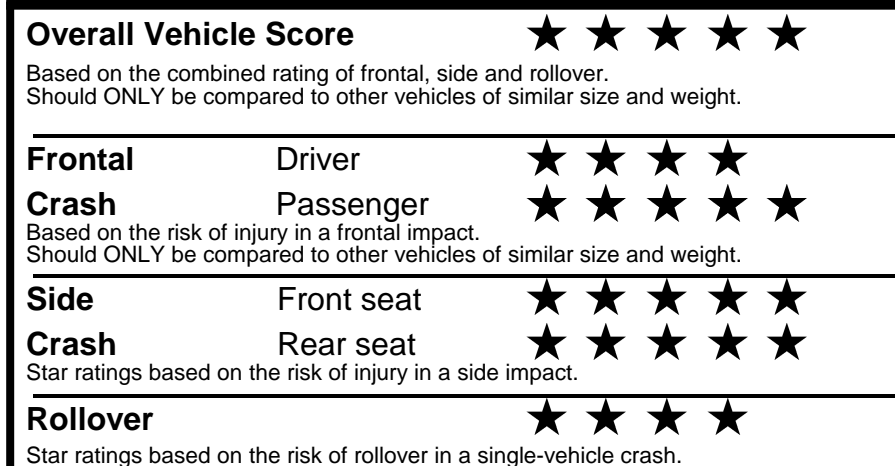 Overall Vehicle Score ★ ★ ★ ★ ★
Based on the combined rating of frontal, side and rollover.
Should ONLY be compared to other vehicles of similar size and weight.
Frontal Driver ★ ★ ★ ★
Crash Passenger ★ ★ ★ ★ ★
Based on the risk of injury in a frontal impact.
Should ONLY be compared to other vehicles of similar size and weight.
Side Front seat ★ ★ ★ ★ ★
Crash Rear seat ★ ★ ★ ★ ★
Star ratings based on the risk of injury in a side impact.
Rollover ★ ★ ★ ★
Star ratings based on the risk of rollover in a single-vehicle crash.